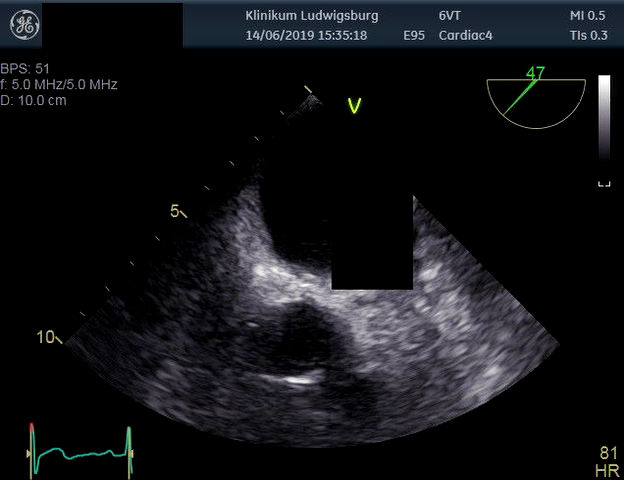 Klinikum Ludwigsburg 6VT MI 0.5
14/06/2019 15:35:18 E95 Cardiac4 TIs 0.3
BPS: 51
f: 5.0 MHz/5.0 MHz
D: 10.0 cm
47
V
5
10
81
HR